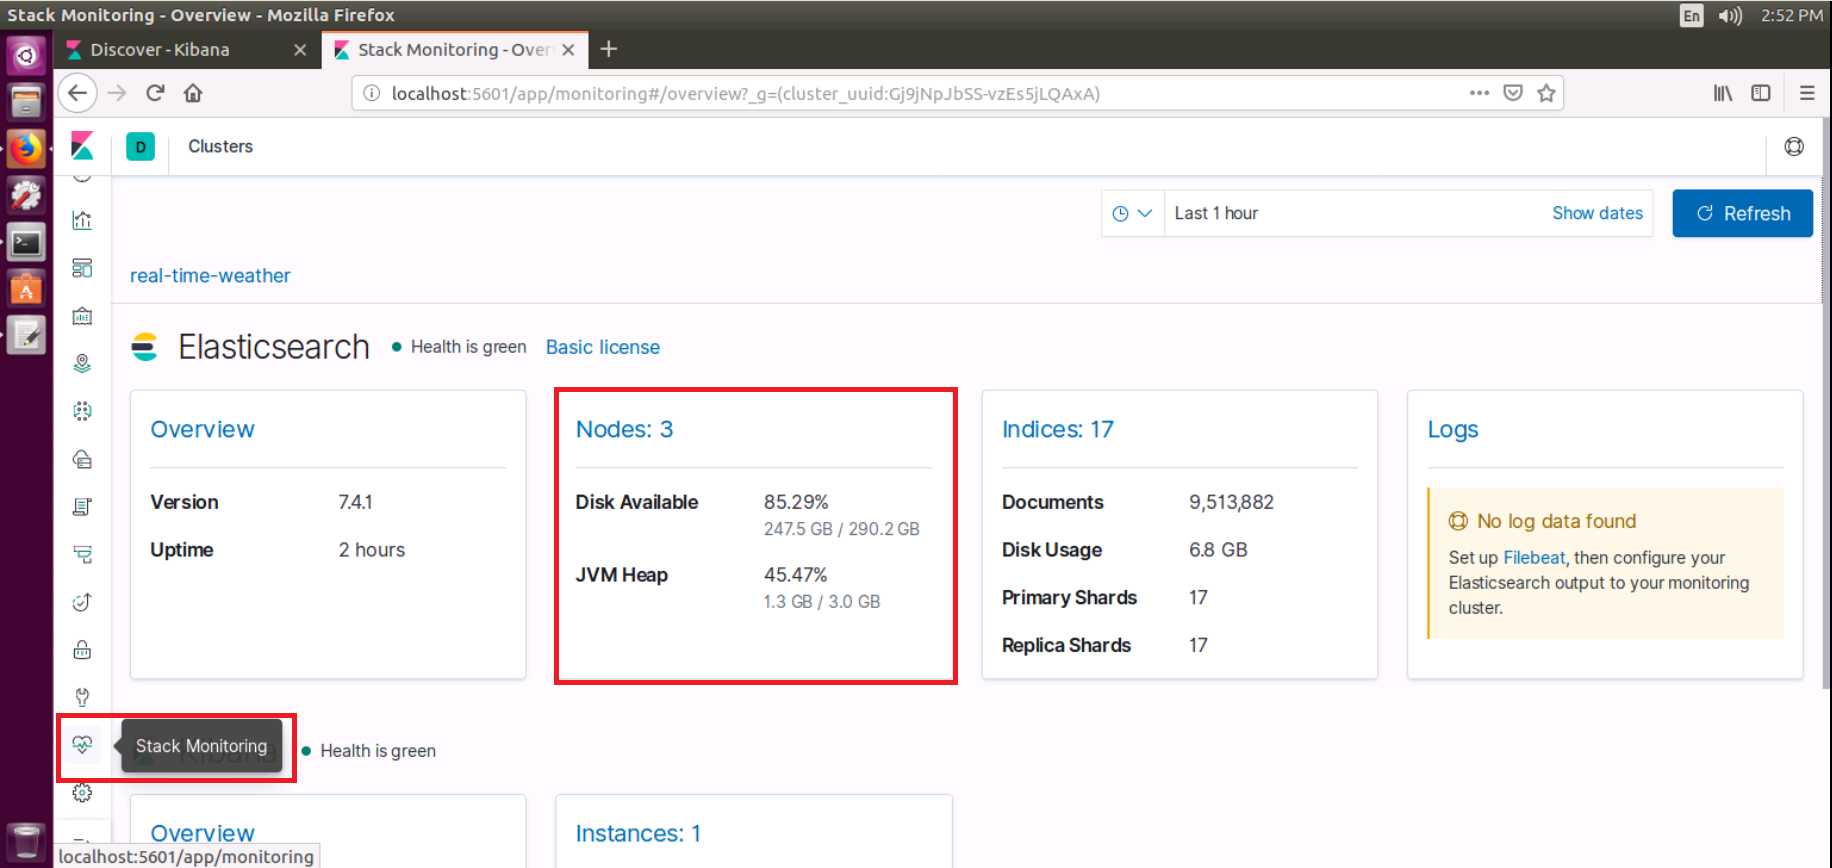 Stack Monitoring - Overview - Mozilla Firefox
En
2:52 PM
Discover - Kibana
Stack Monitoring - Over
localhost:5601/app/monitoring#/overview?_g=(cluster_uuid:Gj9jNpJbSS-vzEs5jLQAxA)
D
Clusters
Last 1 hour
Show dates
Refresh
real-time-weather
Elasticsearch
Health is green
Basic license
Overview
Version 7.4.1
Uptime 2 hours
Nodes: 3
Disk Available 85.29%
247.5 GB / 290.2 GB
JVM Heap 45.47%
1.3 GB / 3.0 GB
Indices: 17
Documents 9,513,882
Disk Usage 6.8 GB
Primary Shards 17
Replica Shards 17
Logs
No log data found
Set up Filebeat, then configure your
Elasticsearch output to your monitoring
cluster.
Stack Monitoring
Kibana
Health is green
Overview
Instances: 1
localhost:5601/app/monitoring